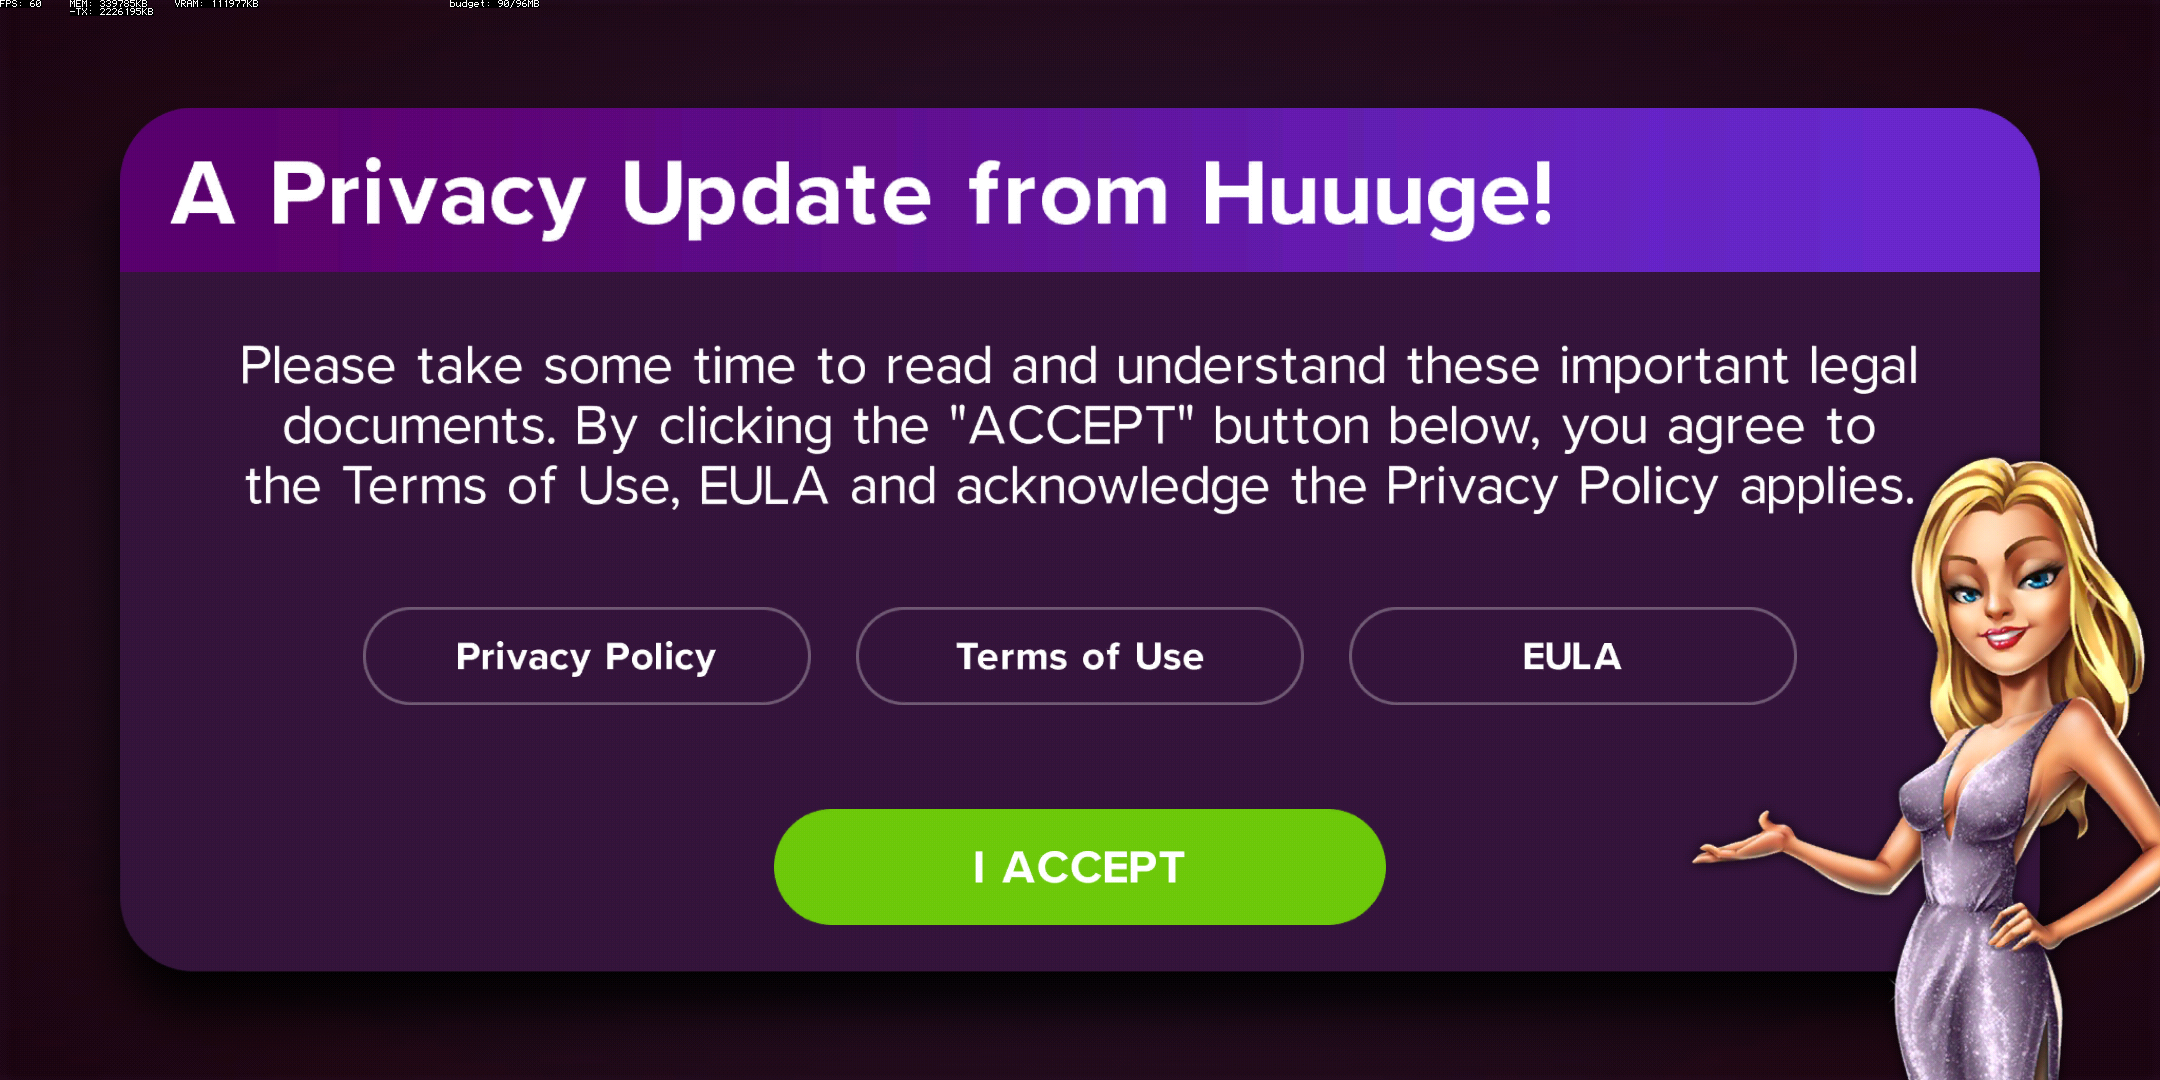 FPS: 60 MEM: 339785KB VRAM: 111977KB budget: 90/96MB
-TX: 2226195KB
A Privacy Update from Huuuge!
Please take some time to read and understand these important legal
documents. By clicking the "ACCEPT" button below, you agree to
the Terms of Use, EULA and acknowledge the Privacy Policy applies.
Privacy Policy Terms of Use EULA
I ACCEPT